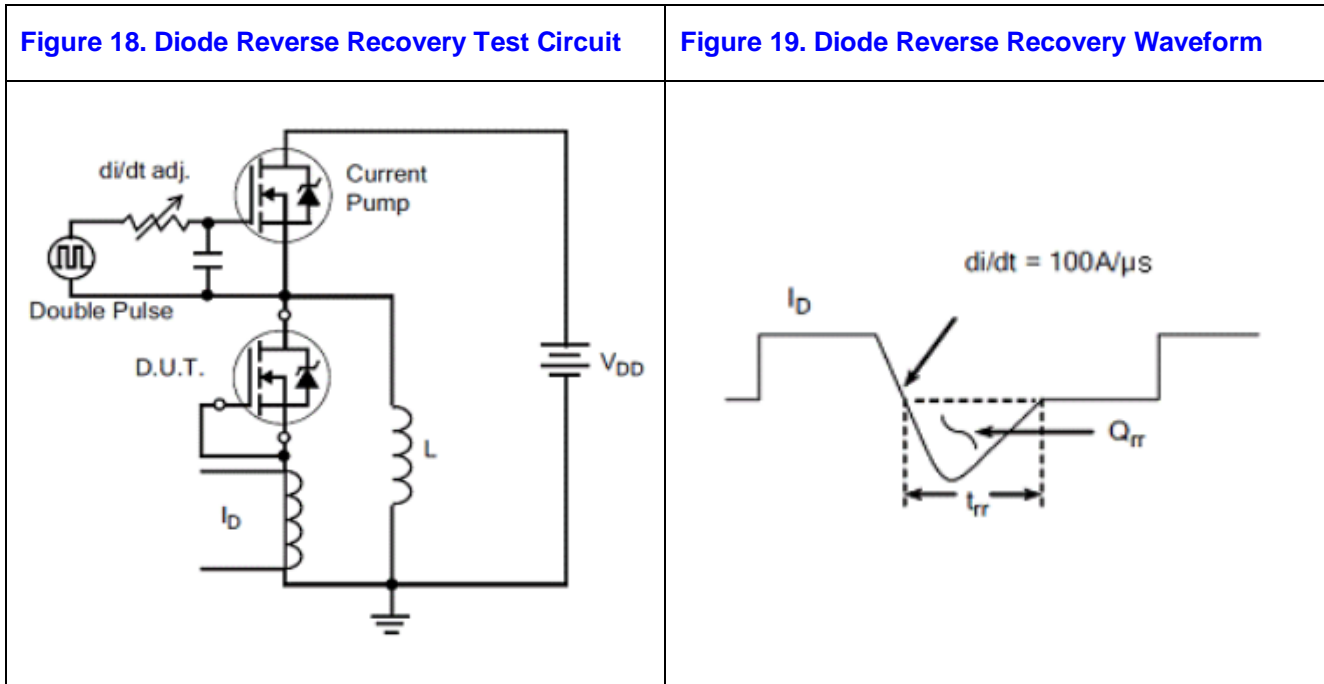 Figure 18. Diode Reverse Recovery Test Circuit
Figure 19. Diode Reverse Recovery Waveform
di/dt adj.
Current
Pump
Double Pulse
D.U.T.
VDD
L
ID
di/dt = 100A/µs
ID
Qrr
trr